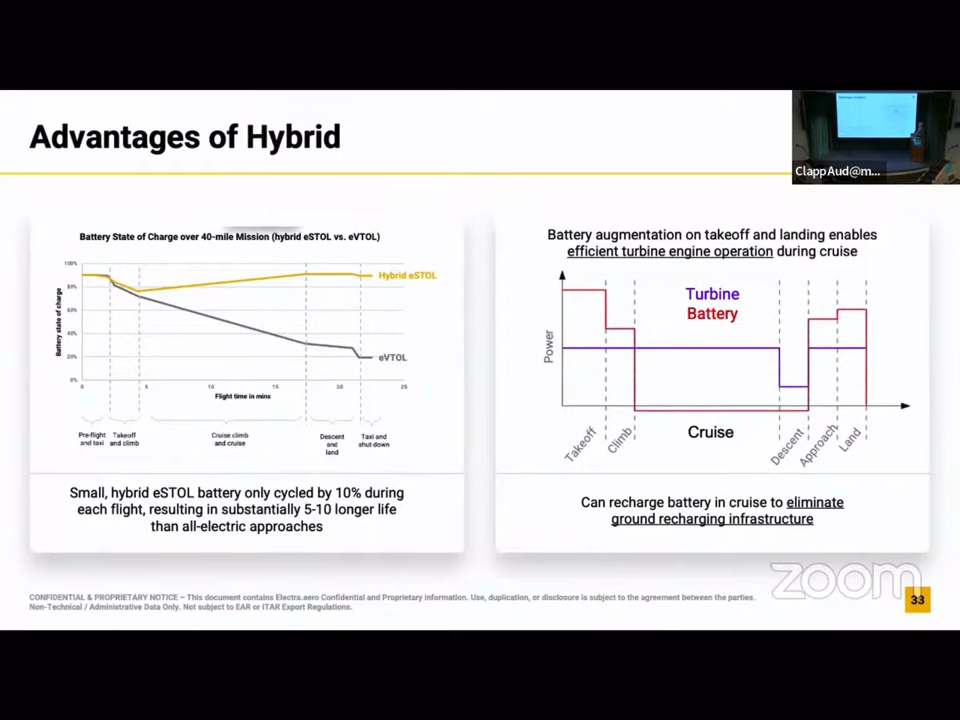 Advantages of Hybrid
Clapp Aud@m...
Battery State of Charge over 40-mile Mission (hybrid eSTOL vs. eVTOL)
100%
80%
60%
40%
20%
0%
Battery state of charge
Hybrid eSTOL
eVTOL
0 5 10 15 20 25
Flight time in mins
Pre-flight
and taxi
Takeoff
and climb
Cruise climb
and cruise
Descent
and
land
Taxi and
shut-down
Small, hybrid eSTOL battery only cycled by 10% during
each flight, resulting in substantially 5-10 longer life
than all-electric approaches
Battery augmentation on takeoff and landing enables
efficient turbine engine operation during cruise
Turbine
Battery
Power
Takeoff
Climb
Cruise
Descent
Approach
Land
Can recharge battery in cruise to eliminate
ground recharging infrastructure
zoom
CONFIDENTIAL & PROPRIETARY NOTICE – This document contains Electra.aero Confidential and Proprietary Information. Use, duplication, or disclosure is subject to the agreement between the parties.
Non-Technical / Administrative Data Only. Not subject to EAR or ITAR Export Regulations.
33